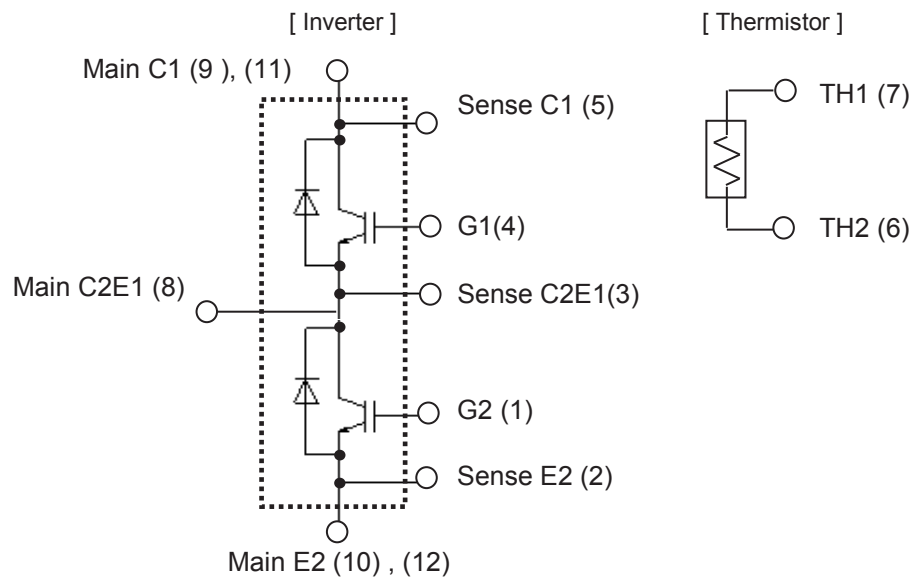 [ Inverter ]
[ Thermistor ]
Main C1 (9 ), (11)
Sense C1 (5)
TH1 (7)
G1(4)
TH2 (6)
Main C2E1 (8)
Sense C2E1(3)
G2 (1)
Sense E2 (2)
Main E2 (10) , (12)